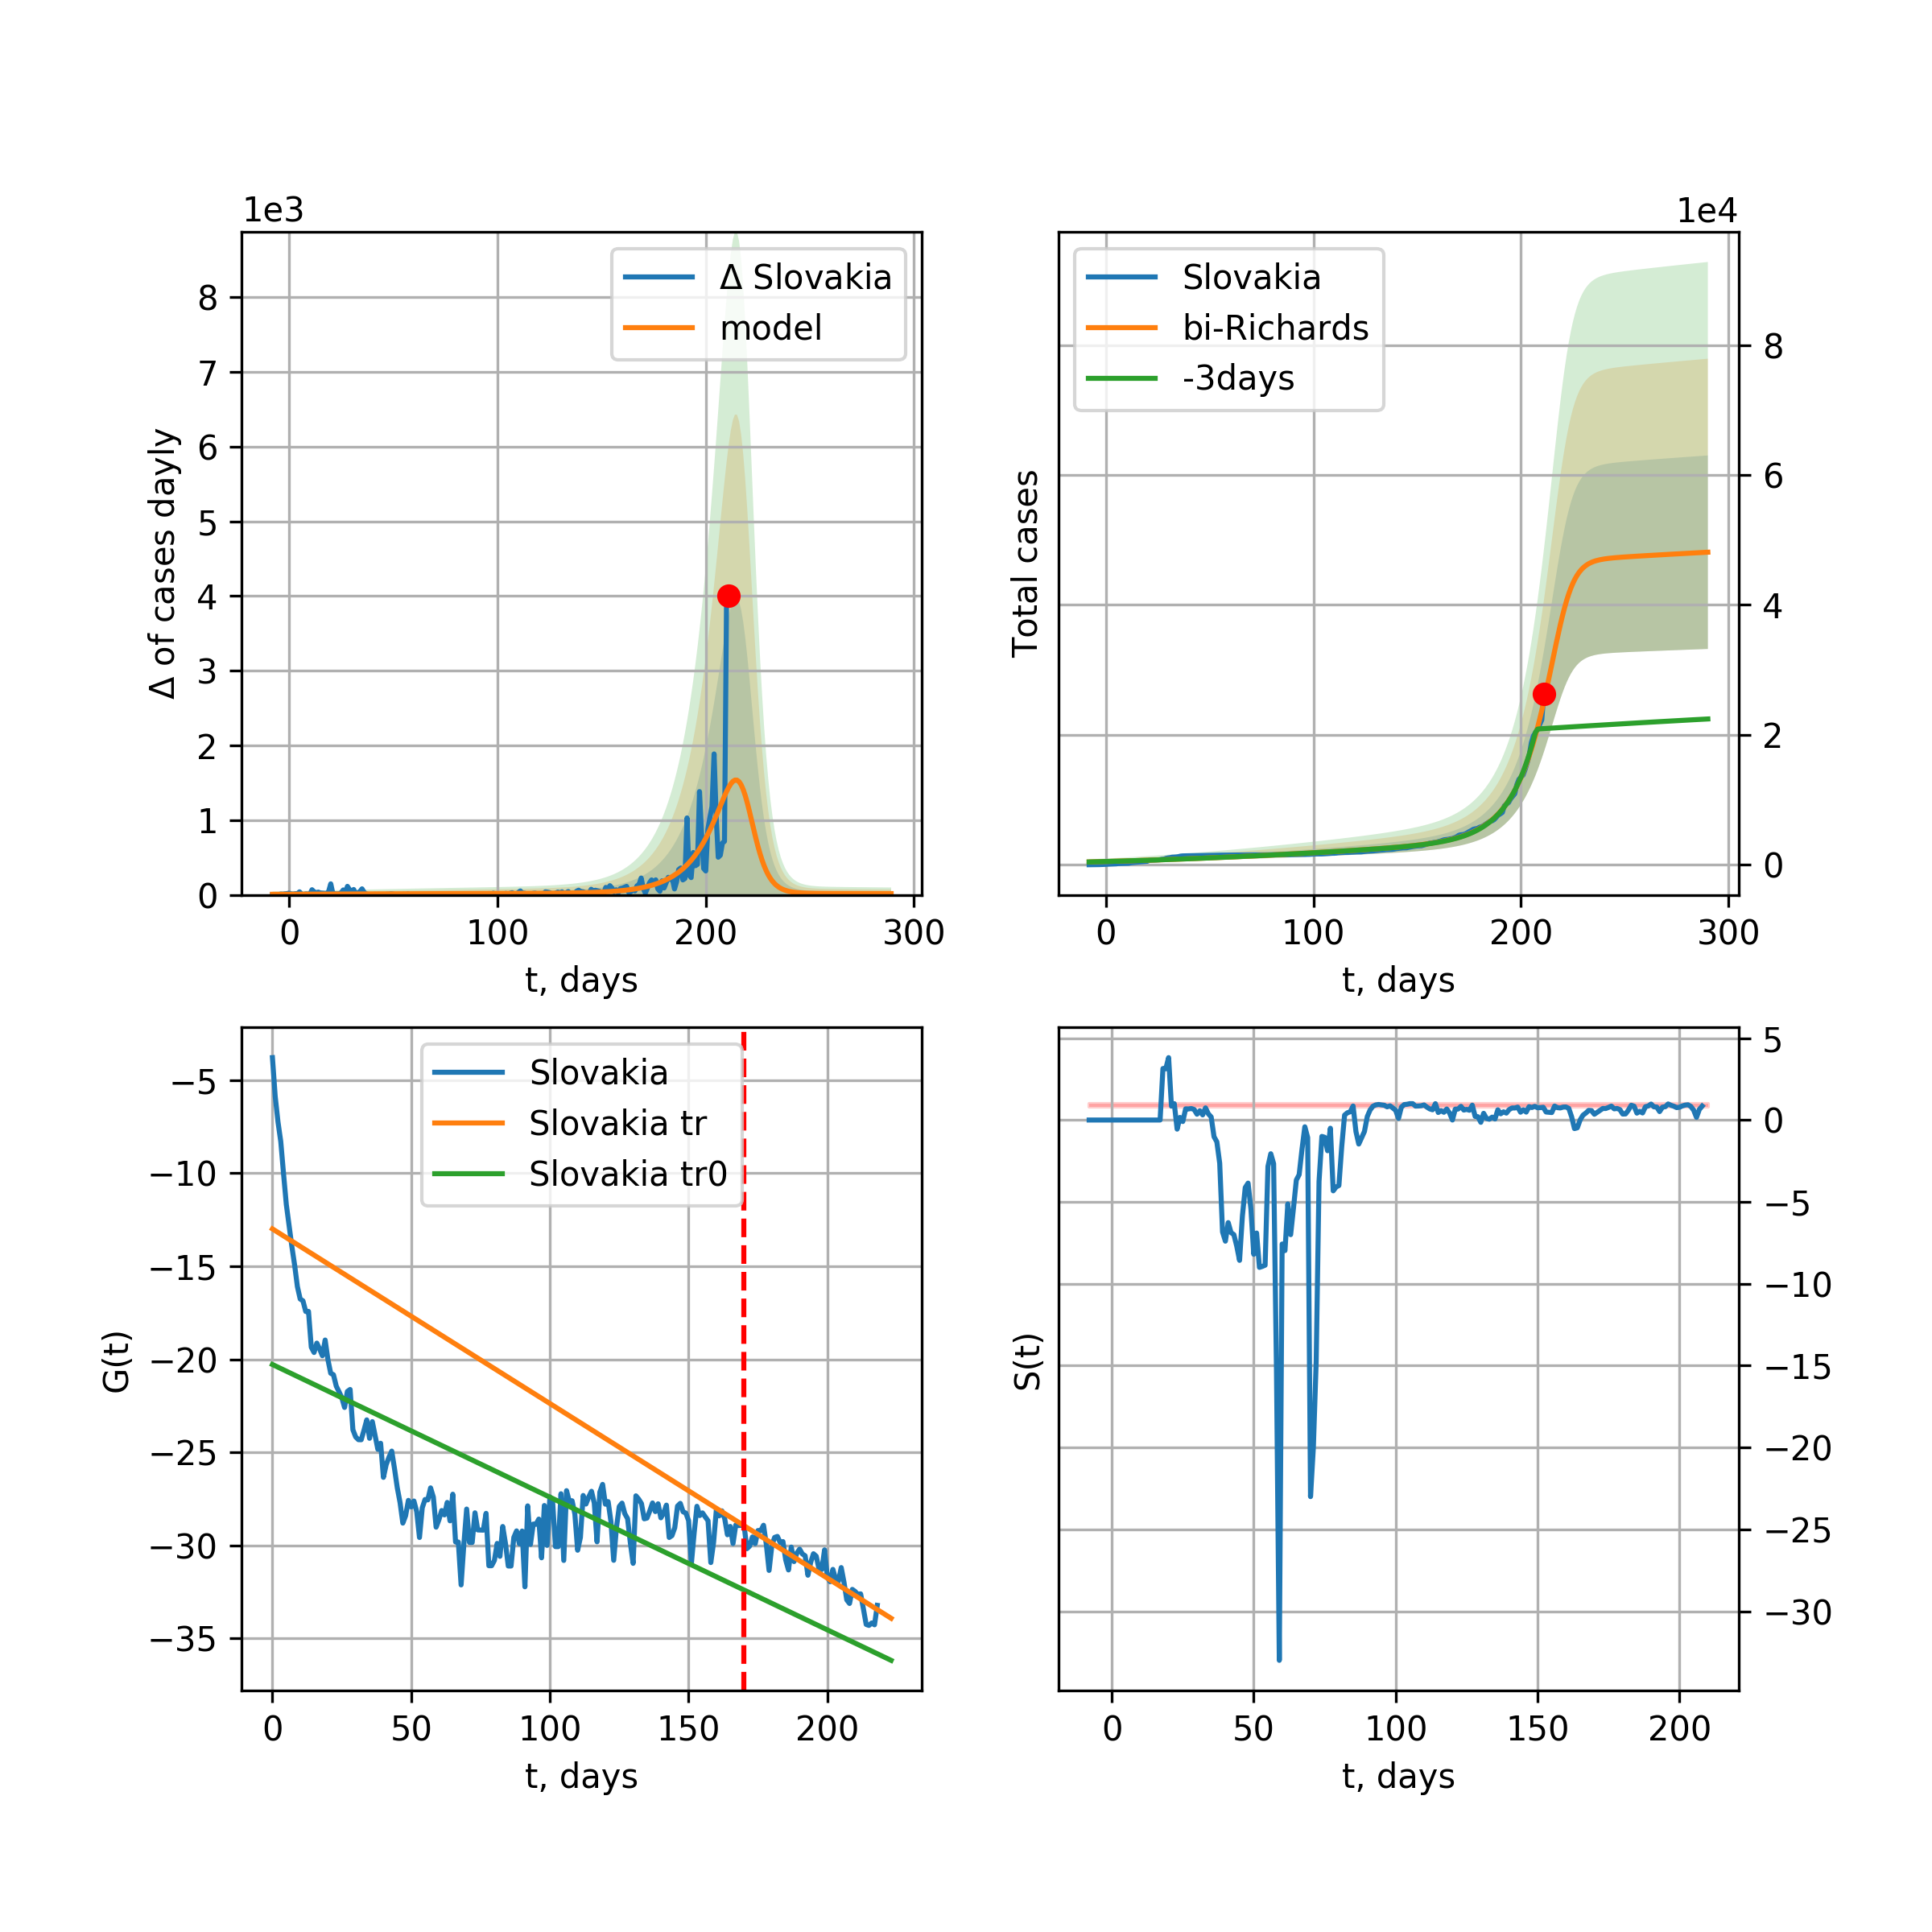 1e3
Δ of cases dayly
8
7
6
5
4
3
2
1
0
Δ Slovakia
model
0 100 200 300
t, days
1e4
Total cases
Slovakia
bi-Richards
-3days
8
6
4
2
0
0 100 200 300
t, days
G(t)
−5
−10
−15
−20
−25
−30
−35
Slovakia
Slovakia tr
Slovakia tr0
0 50 100 150 200
t, days
S(t)
5
0
−5
−10
−15
−20
−25
−30
0 50 100 150 200
t, days